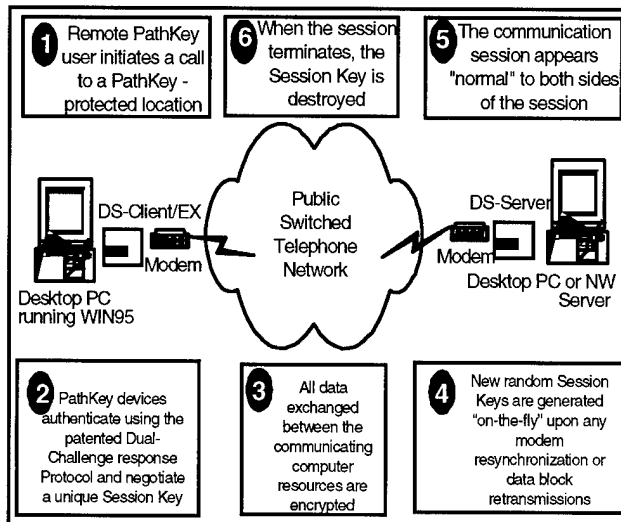 1
Remote PathKey
user initiates a call
to a PathKey -
protected location
6
When the session
terminates, the
Session Key is
destroyed
5
The communication
session appears
"normal" to both sides
of the session
DS-Client/EX
Modem
Desktop PC
running WIN95
Public
Switched
Telephone
Network
DS-Server
Modem
Desktop PC or NW
Server
2
PathKey devices
authenticate using the
patented Dual-
Challenge response
Protocol and negotiate
a unique Session Key
3
All data
exchanged
between the
communicating
computer
resources are
encrypted
4
New random Session
Keys are generated
"on-the-fly" upon any
modem
resynchronization or
data block
retransmissions